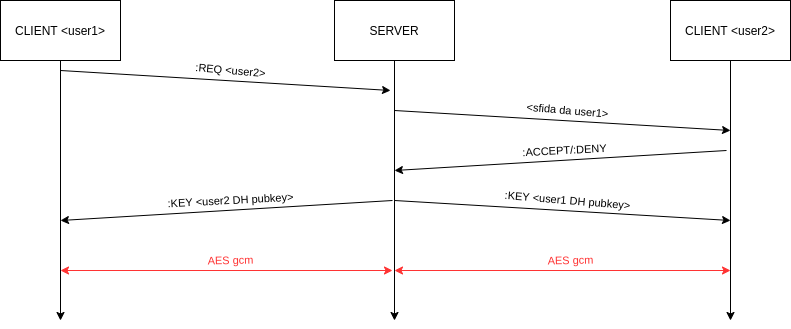 CLIENT <user1>
SERVER
CLIENT <user2>
:REQ <user2>
<sfida da user1>
:ACCEPT/:DENY
:KEY <user2 DH pubkey>
:KEY <user1 DH pubkey>
AES gcm
AES gcm